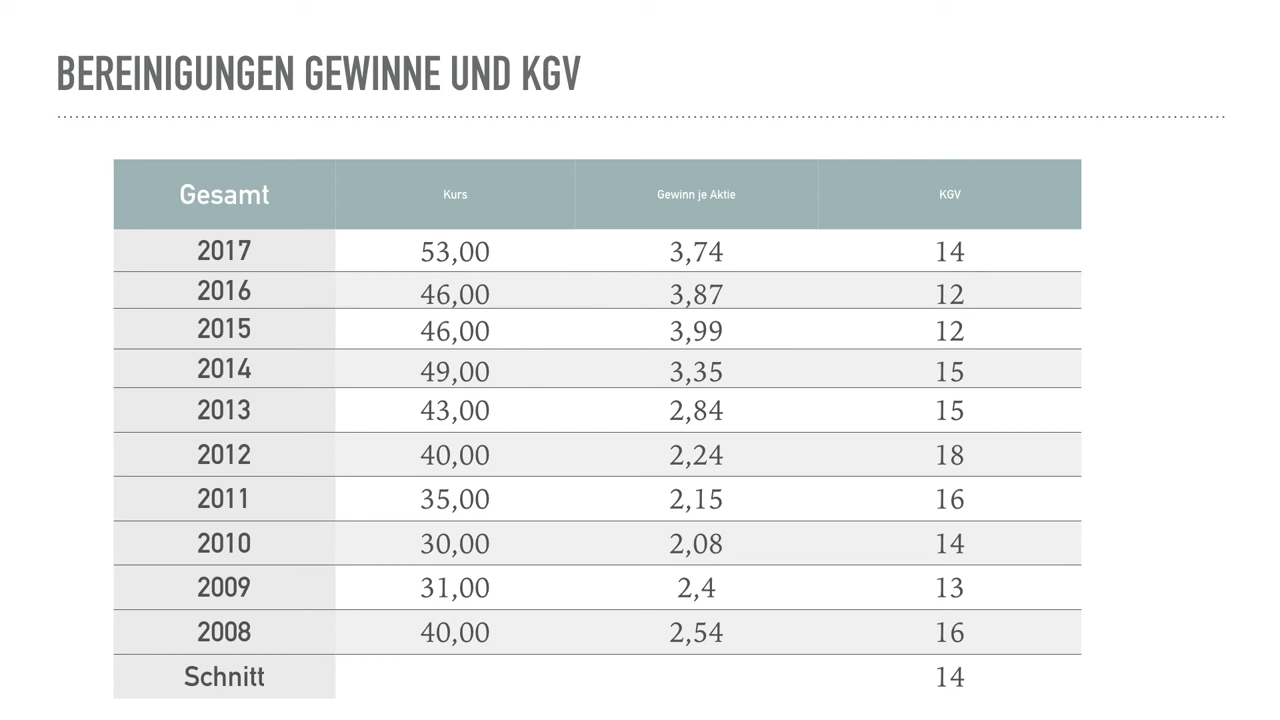 BEREINIGUNGEN GEWINNE UND KGV
Gesamt Kurs Gewinn je Aktie KGV
2017 53,00 3,74 14
2016 46,00 3,87 12
2015 46,00 3,99 12
2014 49,00 3,35 15
2013 43,00 2,84 15
2012 40,00 2,24 18
2011 35,00 2,15 16
2010 30,00 2,08 14
2009 31,00 2,4 13
2008 40,00 2,54 16
Schnitt 14